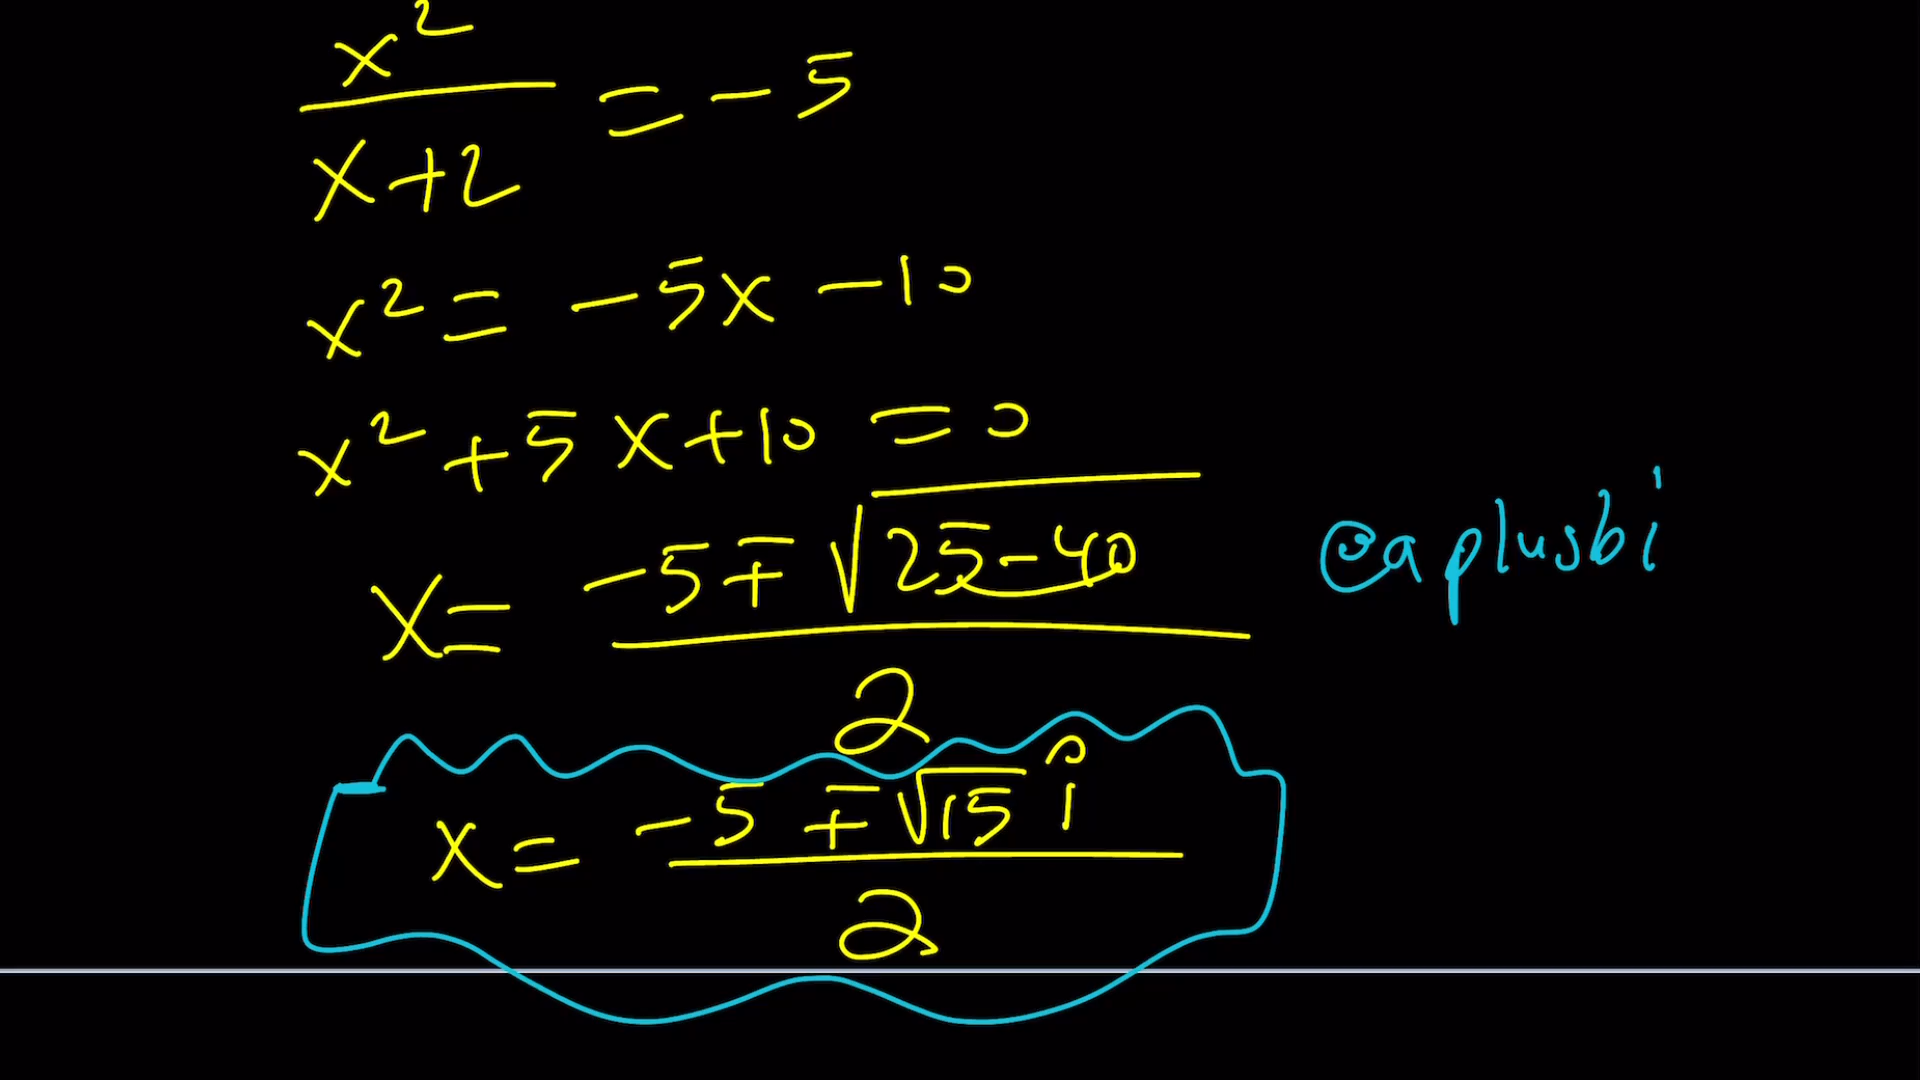 x²/x+2 = -5
x² = -5x -10
x² + 5x + 10 = 0
x = -5 ∓ √25-40 / 2
@aplusbi
x = -5 ∓ √15 i / 2